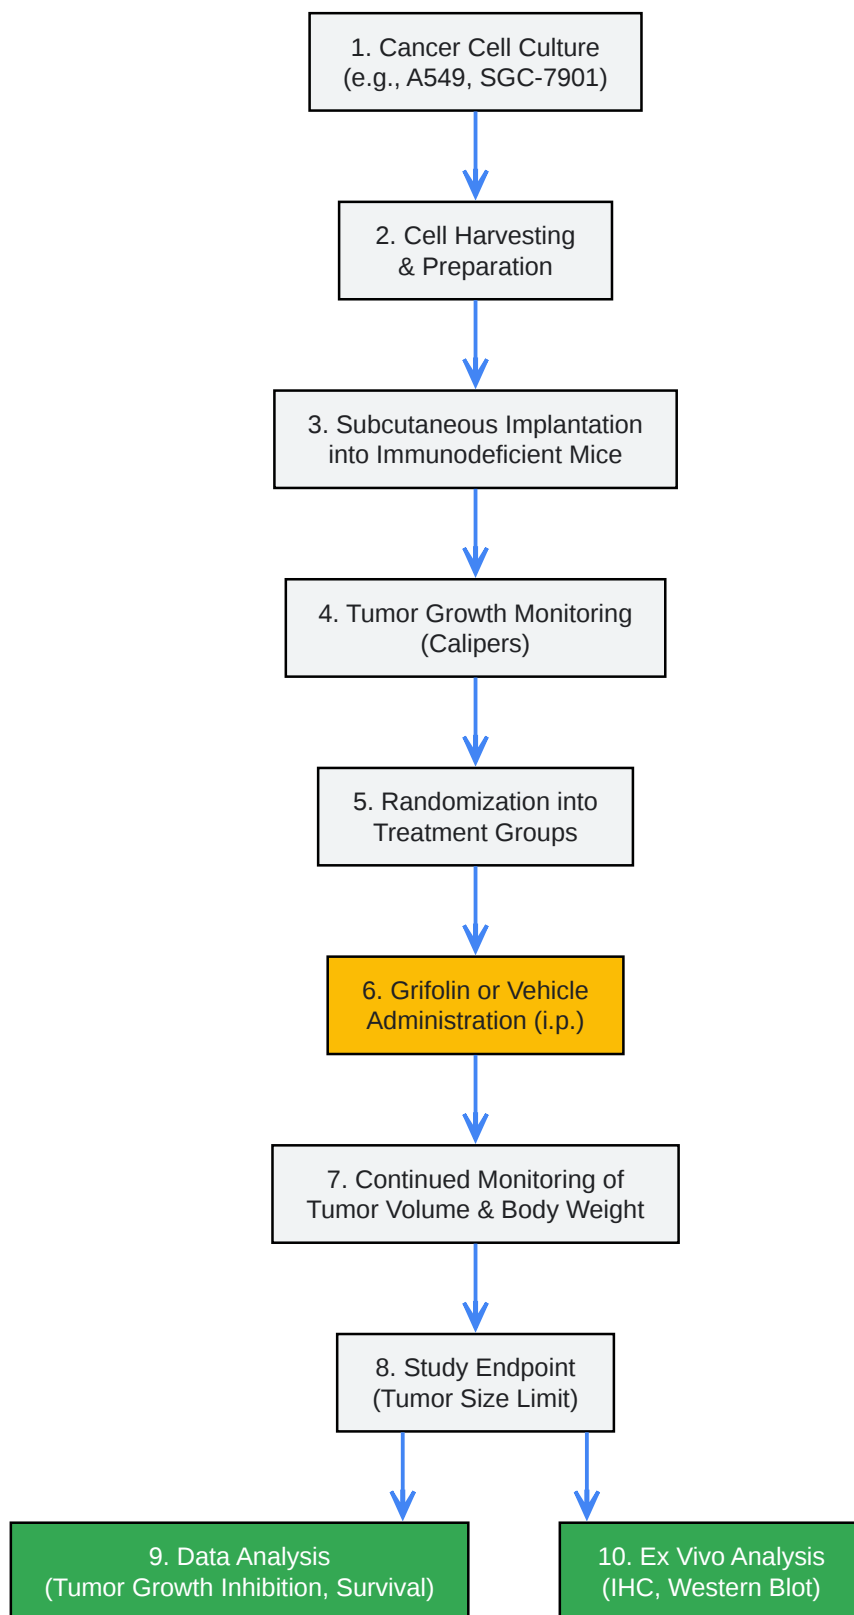 1. Cancer Cell Culture
(e.g., A549, SGC-7901)
2. Cell Harvesting
& Preparation
3. Subcutaneous Implantation
into Immunodeficient Mice
4. Tumor Growth Monitoring
(Calipers)
5. Randomization into
Treatment Groups
6. Grifolin or Vehicle
Administration (i.p.)
7. Continued Monitoring of
Tumor Volume & Body Weight
8. Study Endpoint
(Tumor Size Limit)
9. Data Analysis
(Tumor Growth Inhibition, Survival)
10. Ex Vivo Analysis
(IHC, Western Blot)